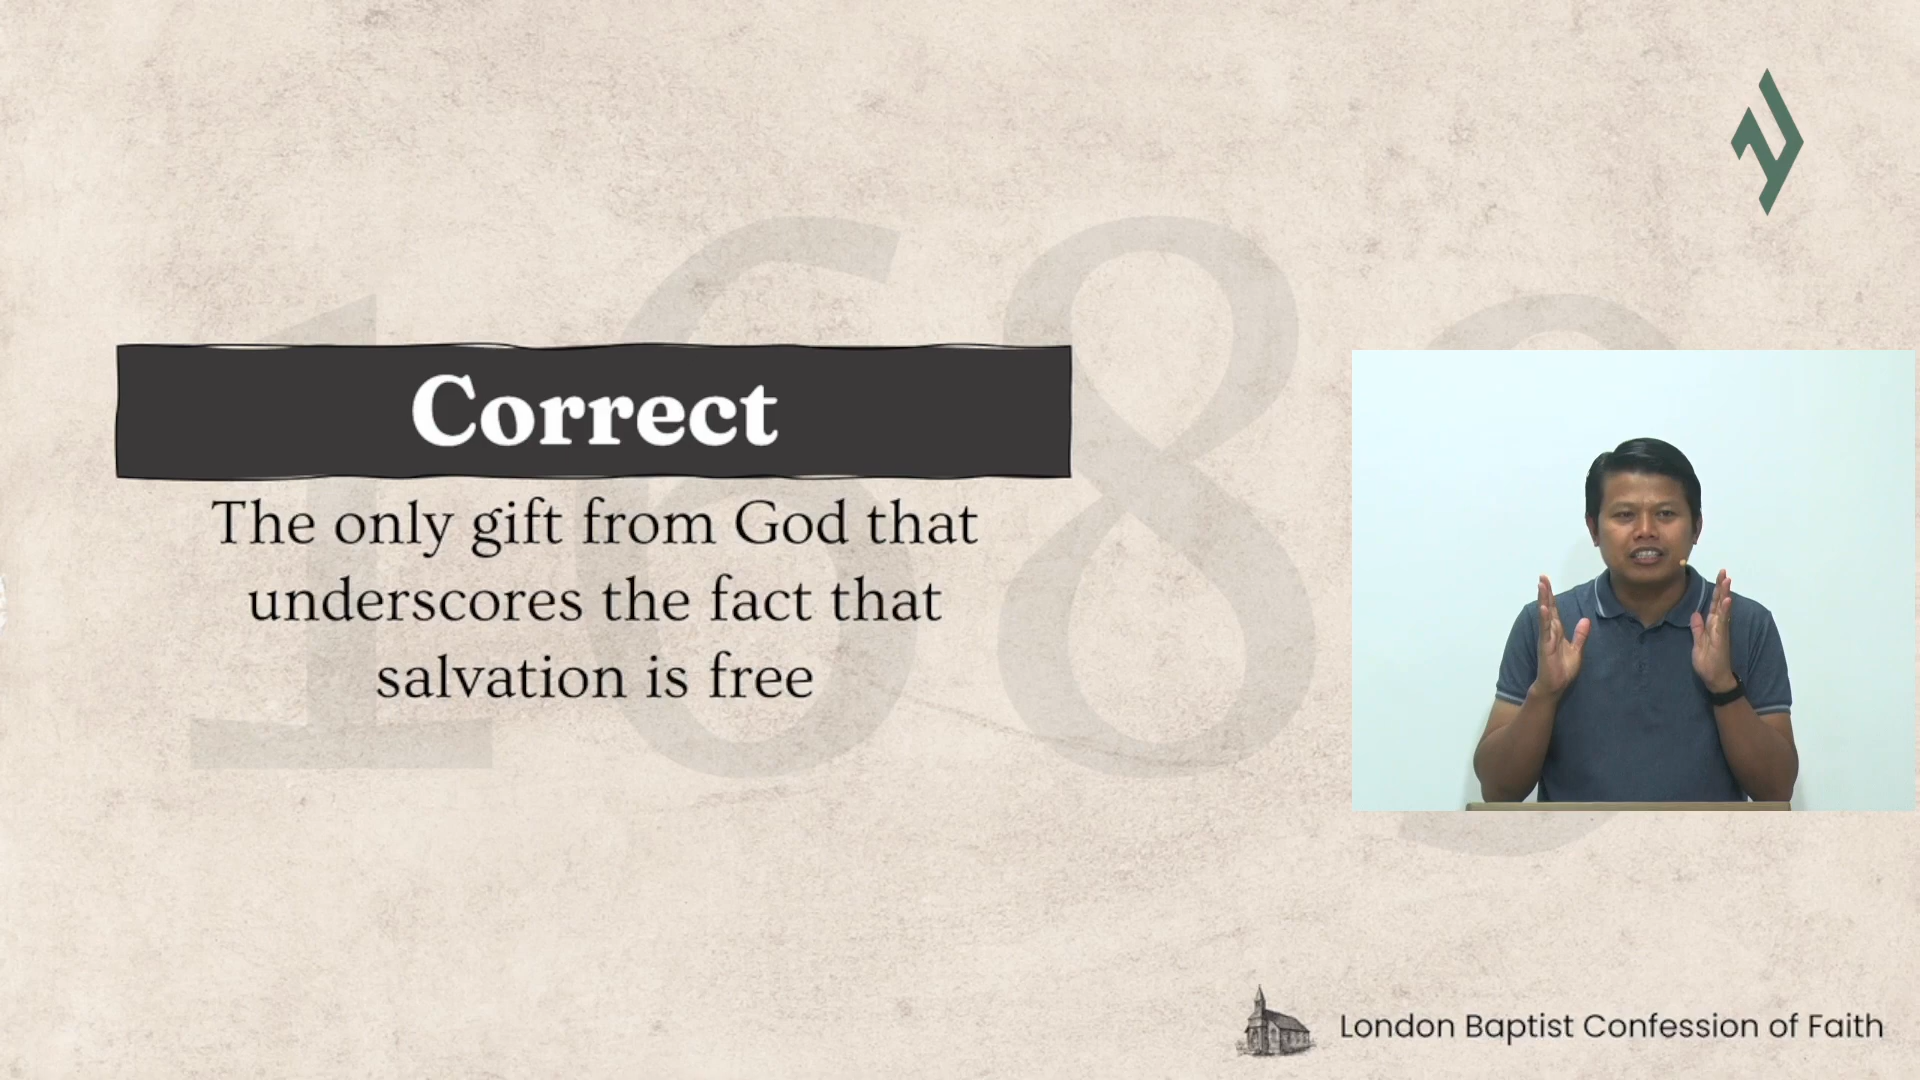 1689
Correct
The only gift from God that
underscores the fact that
salvation is free
London Baptist Confession of Faith